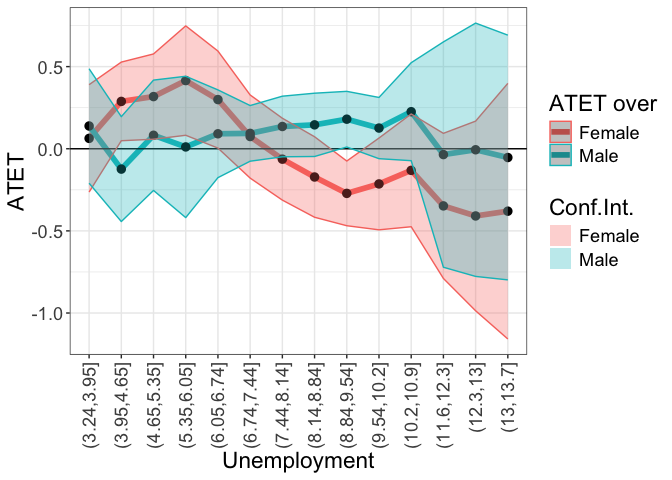 0.5
0.0
-0.5
-1.0
ATET
(3.24,3.95]
(3.95,4.65]
(4.65,5.35]
(5.35,6.05]
(6.05,6.74]
(6.74,7.44]
(7.44,8.14]
(8.14,8.84]
(8.84,9.54]
(9.54,10.2]
(10.2,10.9]
(11.6,12.3]
(12.3,13]
(13,13.7]
Unemployment
ATET over
Female
Male
Conf.Int.
Female
Male